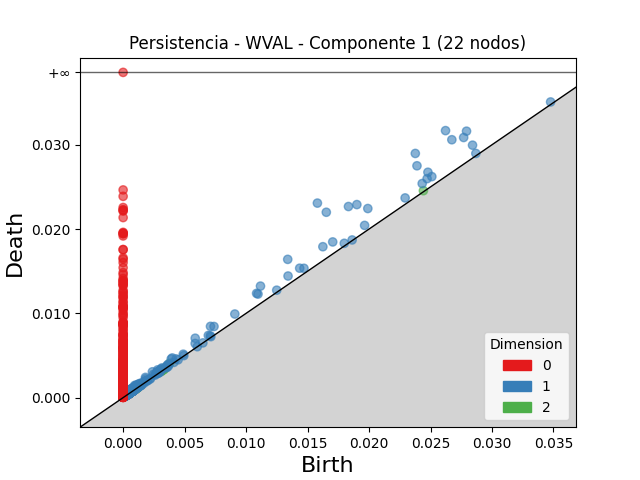 Persistencia - WVAL - Componente 1 (22 nodos)
+∞
0.030
0.020
0.010
0.000
Death
0.000 0.005 0.010 0.015 0.020 0.025 0.030 0.035
Birth
Dimension
0
1
2